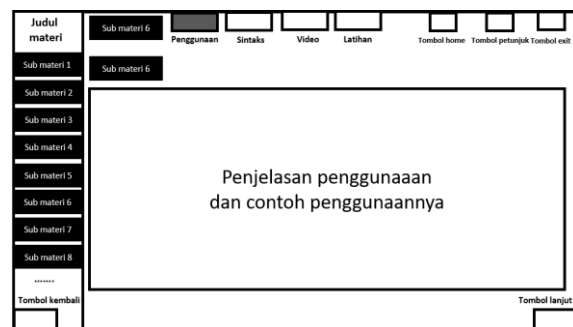 Judul
materi
Sub materi 1
Sub materi 2
Sub materi 3
Sub materi 4
Sub materi 5
Sub materi 6
Sub materi 7
Sub materi 8
.......
Tombol kembali
Sub materi 6
Penggunaan
Sintaks
Video
Latihan
Tombol home
Tombol petunjuk
Tombol exit
Sub materi 6
Penjelasan penggunaaan
dan contoh penggunaannya
Tombol lanjut